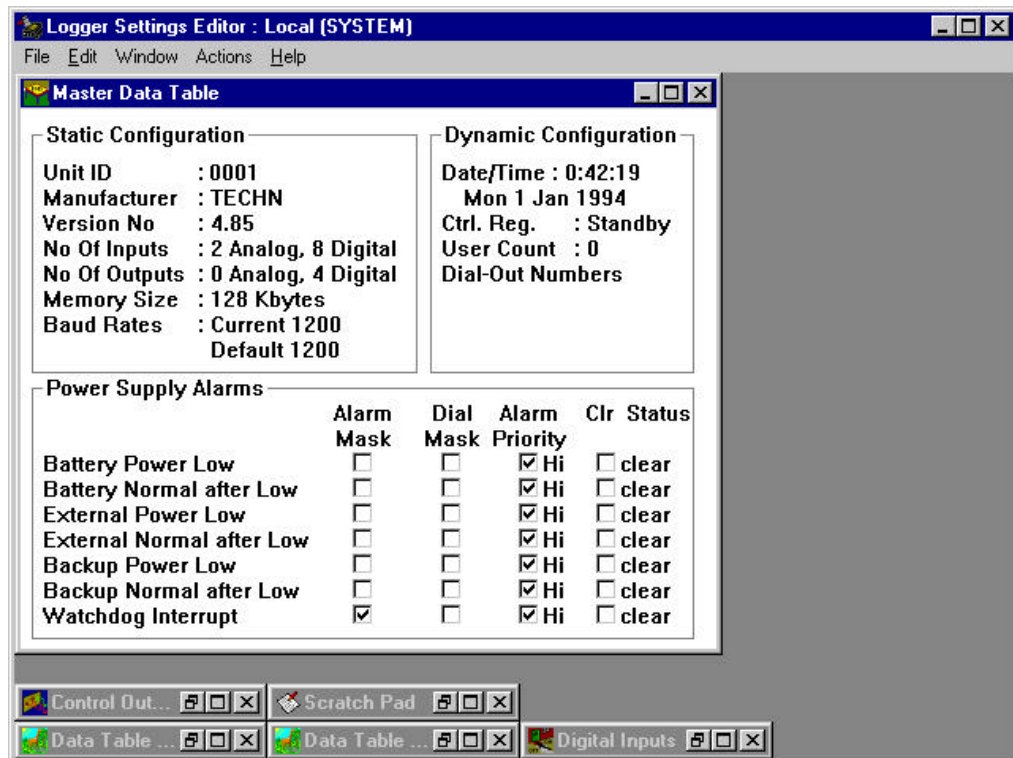 Logger Settings Editor : Local (SYSTEM)
File Edit Window Actions Help
Master Data Table
Static Configuration
Unit ID : 0001
Manufacturer : TECHN
Version No : 4.85
No Of Inputs : 2 Analog, 8 Digital
No Of Outputs : 0 Analog, 4 Digital
Memory Size : 128 Kbytes
Baud Rates : Current 1200
Default 1200
Dynamic Configuration
Date/Time : 0:42:19
Mon 1 Jan 1994
Ctrl. Reg. : Standby
User Count : 0
Dial-Out Numbers
Power Supply Alarms
Alarm Dial Alarm Clr Status
Mask Mask Priority
Battery Power Low Hi clear
Battery Normal after Low Hi clear
External Power Low Hi clear
External Normal after Low Hi clear
Backup Power Low Hi clear
Backup Normal after Low Hi clear
Watchdog Interrupt Hi clear
Control Out... Scratch Pad
Data Table ... Data Table ... Digital Inputs